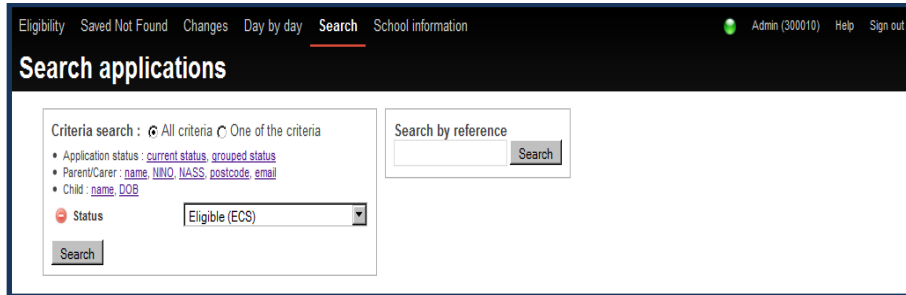 Eligibility Saved Not Found Changes Day by day Search School information Admin (300010) Help Sign out
Search applications
Criteria search : All criteria One of the criteria
• Application status : current status, grouped status
• Parent/Carer : name, NINO, NASS, postcode, email
• Child : name, DOB
Status Eligible (ECS)
Search
Search by reference
Search